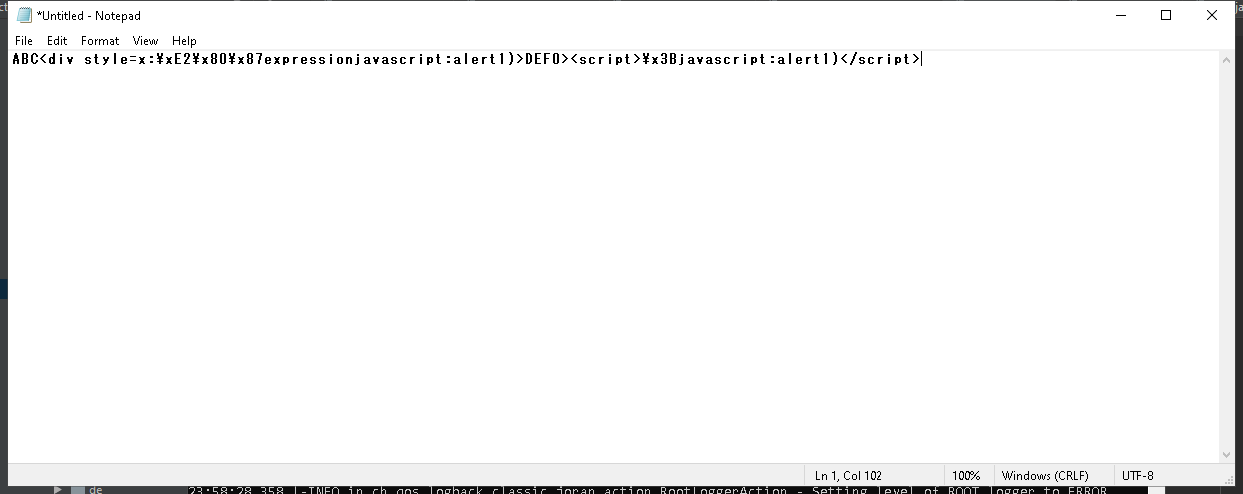 *Untitled - Notepad
File Edit Format View Help
ABC<div style=x:¥xE2¥x80¥x87expressionjavascript:alert1)>DEF0><script>¥x3Bjavascript:alert1)</script>
Ln 1, Col 102 100% Windows (CRLF) UTF-8
de 23:58:28,358 |-INFO in ch.qos.logback.classic.joran.action.RootLoggerAction - Setting level of ROOT logger to ERROR